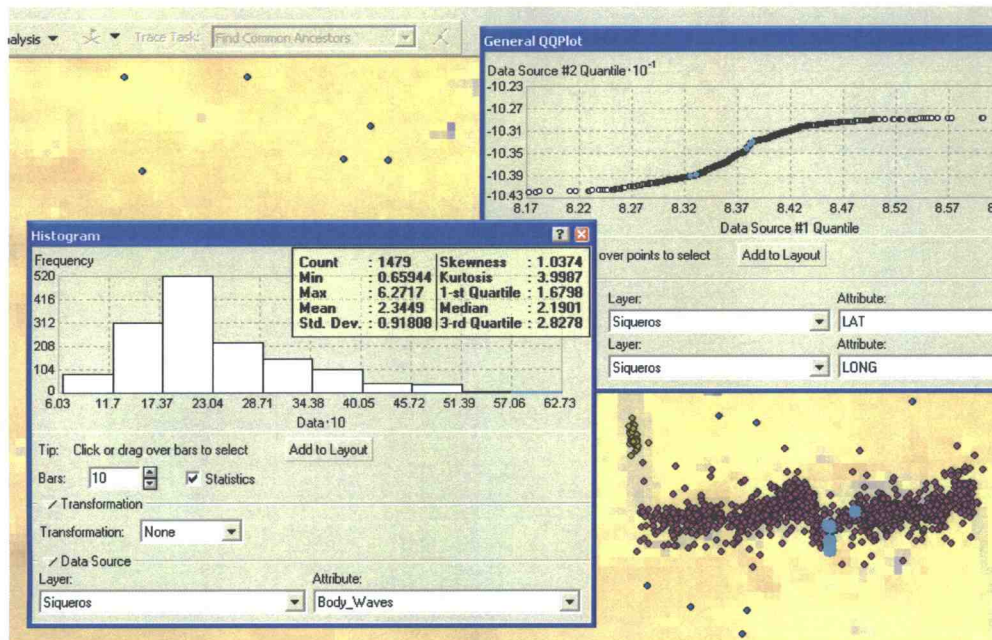 nalysis Trace Task: Find Common Ancestors
General QQPlot
Data Source #2 Quantile·10⁻¹
-10.23
-10.27
-10.31
-10.35
-10.39
-10.43
8.17 8.22 8.27 8.32 8.37 8.42 8.47 8.52 8.57 8.
Data Source #1 Quantile
over points to select Add to Layout
Layer: Attribute:
Siqueros LAT
Layer: Attribute:
Siqueros LONG
Histogram
Frequency
520
416
312
208
104
0
6.03 11.7 17.37 23.04 28.71 34.38 40.05 45.72 51.39 57.06 62.73
Data·10
Count : 1479 Skewness : 1.0374
Min : 0.65944 Kurtosis : 3.9987
Max : 6.2717 1-st Quartile : 1.6798
Mean : 2.3449 Median : 2.1901
Std. Dev. : 0.91808 3-rd Quartile : 2.8278
Tip: Click or drag over bars to select Add to Layout
Bars: 10 Statistics
Transformation
Transformation: None
Data Source
Layer: Attribute:
Siqueros Body_Waves